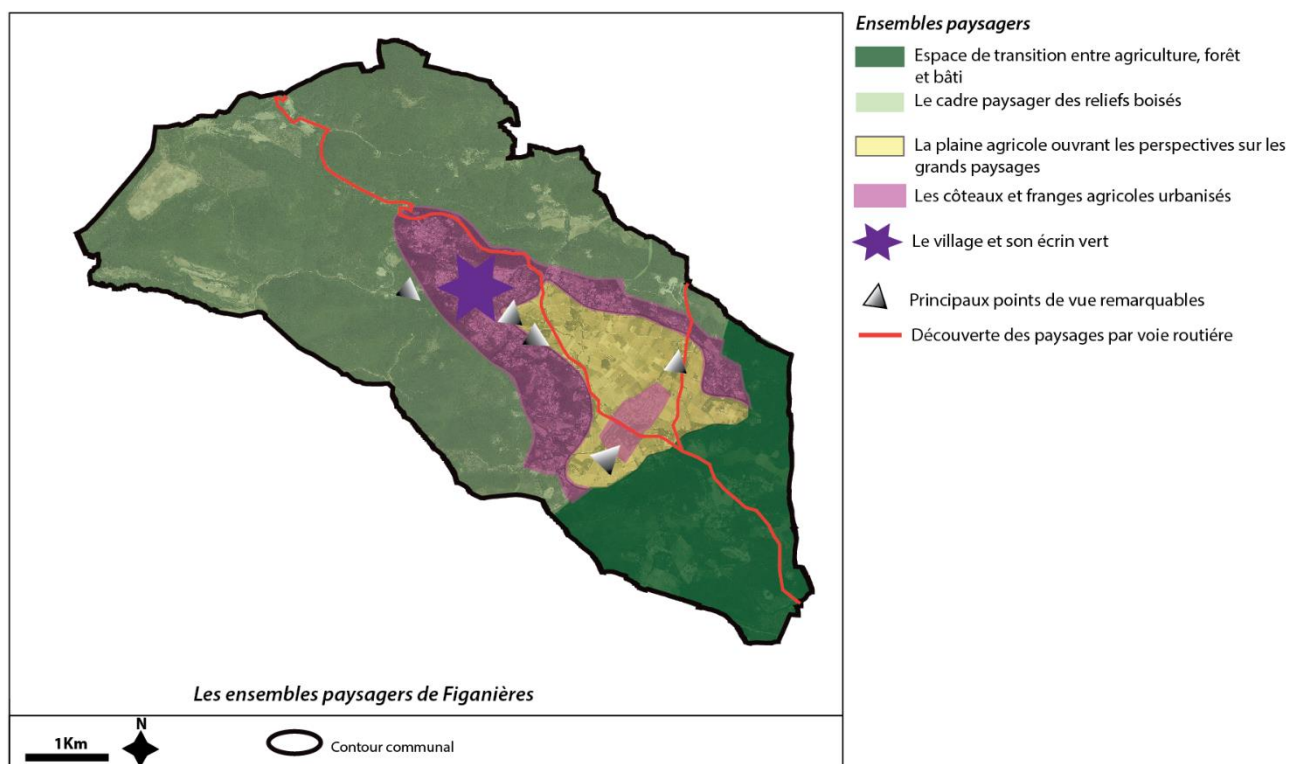 Ensembles paysagers
Espace de transition entre agriculture, forêt
et bâti
Le cadre paysager des reliefs boisés
La plaine agricole ouvrant les perspectives sur les
grands paysages
Les côteaux et franges agricoles urbanisés
Le village et son écrin vert
Principaux points de vue remarquables
Découverte des paysages par voie routiére
Les ensembles paysagers de Figanières
1Km
N
Contour communal